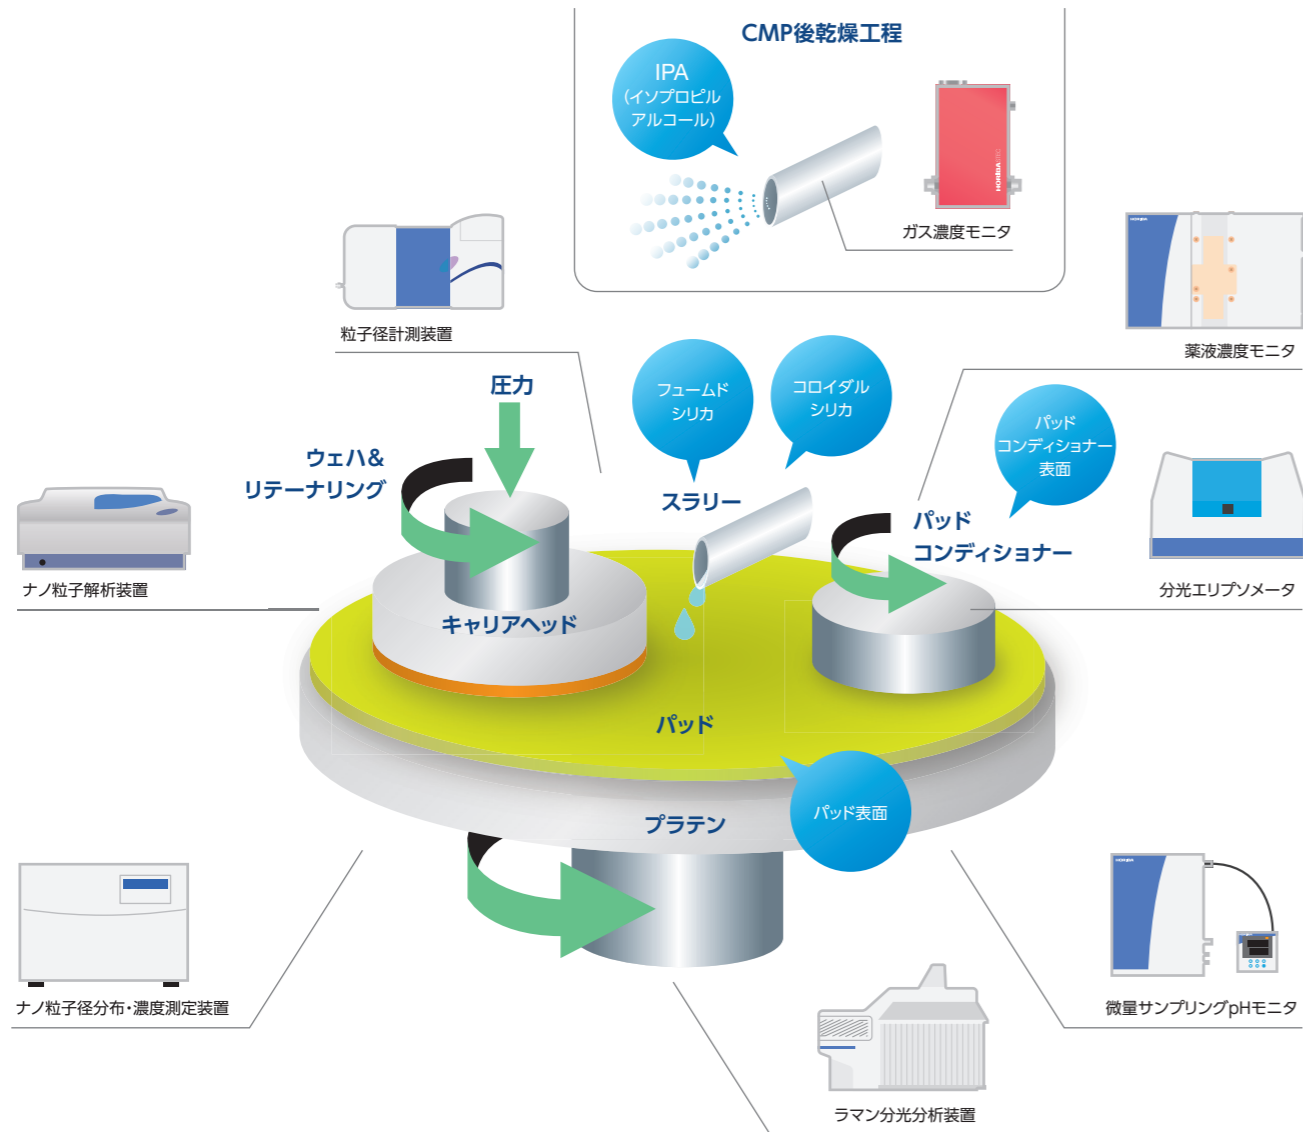 CMP後乾燥工程
IPA
(イソプロピル
アルコール)
HORIBA
ガス濃度モニタ
粒子径計測装置
HORIBA
薬液濃度モニタ
圧力
フュームド
シリカ
コロイダル
シリカ
パッド
コンディショナー
表面
ウェハ&
リテーナリング
スラリー
パッド
コンディショナー
ナノ粒子解析装置
分光エリプソメータ
キャリアヘッド
パッド
パッド表面
プラテン
ナノ粒子径分布・濃度測定装置
HORIBA
微量サンプリングpHモニタ
ラマン分光分析装置